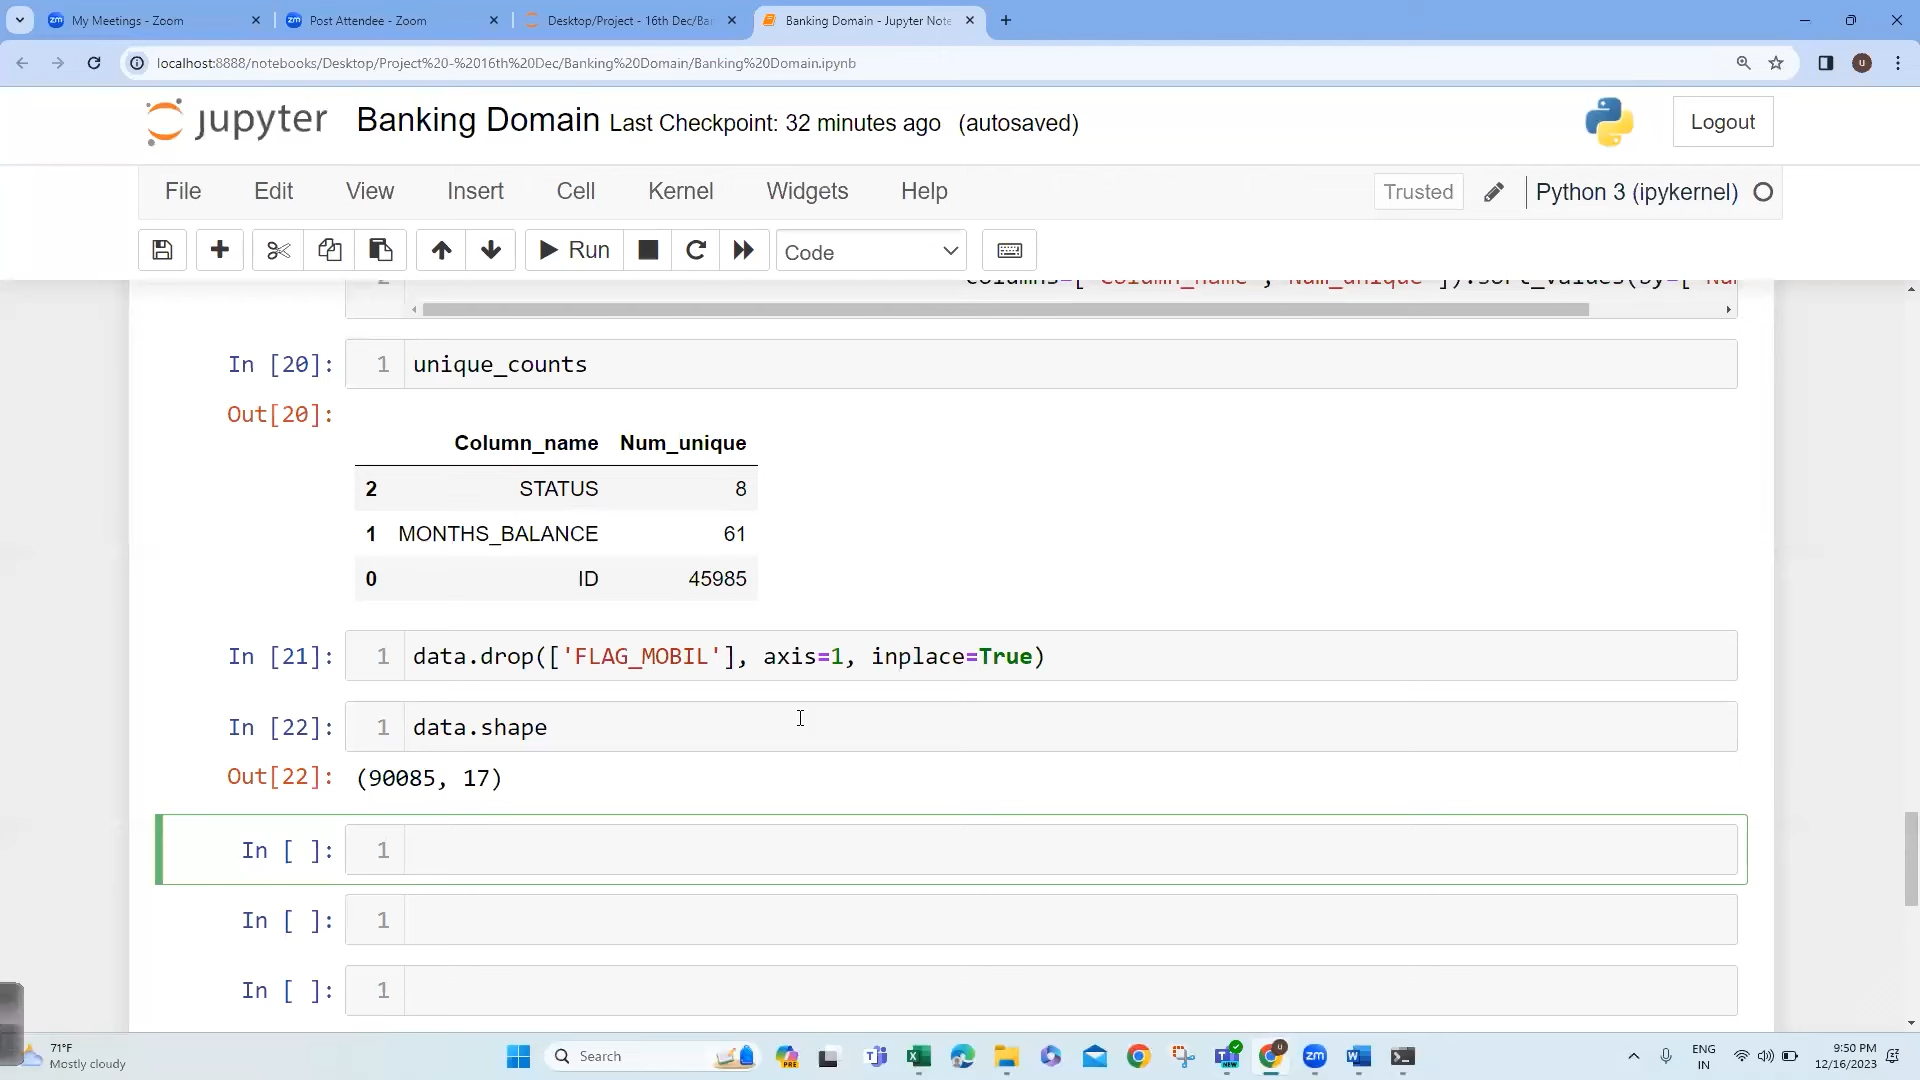 My Meetings - Zoom
Post Attendee - Zoom
Desktop/Project - 16th Dec/Ba
Banking Domain - Jupyter Note
localhost:8888/notebooks/Desktop/Project%20-%2016th%20Dec/Banking%20Domain/Banking%20Domain.ipynb
jupyter Banking Domain Last Checkpoint: 32 minutes ago (autosaved)
Logout
File Edit View Insert Cell Kernel Widgets Help
Trusted
Python 3 (ipykernel)
Run
Code
In [20]: 1 unique_counts
Out[20]:
Column_name Num_unique
2 STATUS 8
1 MONTHS_BALANCE 61
0 ID 45985
In [21]: 1 data.drop(['FLAG_MOBIL'], axis=1, inplace=True)
In [22]: 1 data.shape
Out[22]: (90085, 17)
In [ ]: 1
In [ ]: 1
In [ ]: 1
71°F
Mostly cloudy
Search
ENG
IN
9:50 PM
12/16/2023